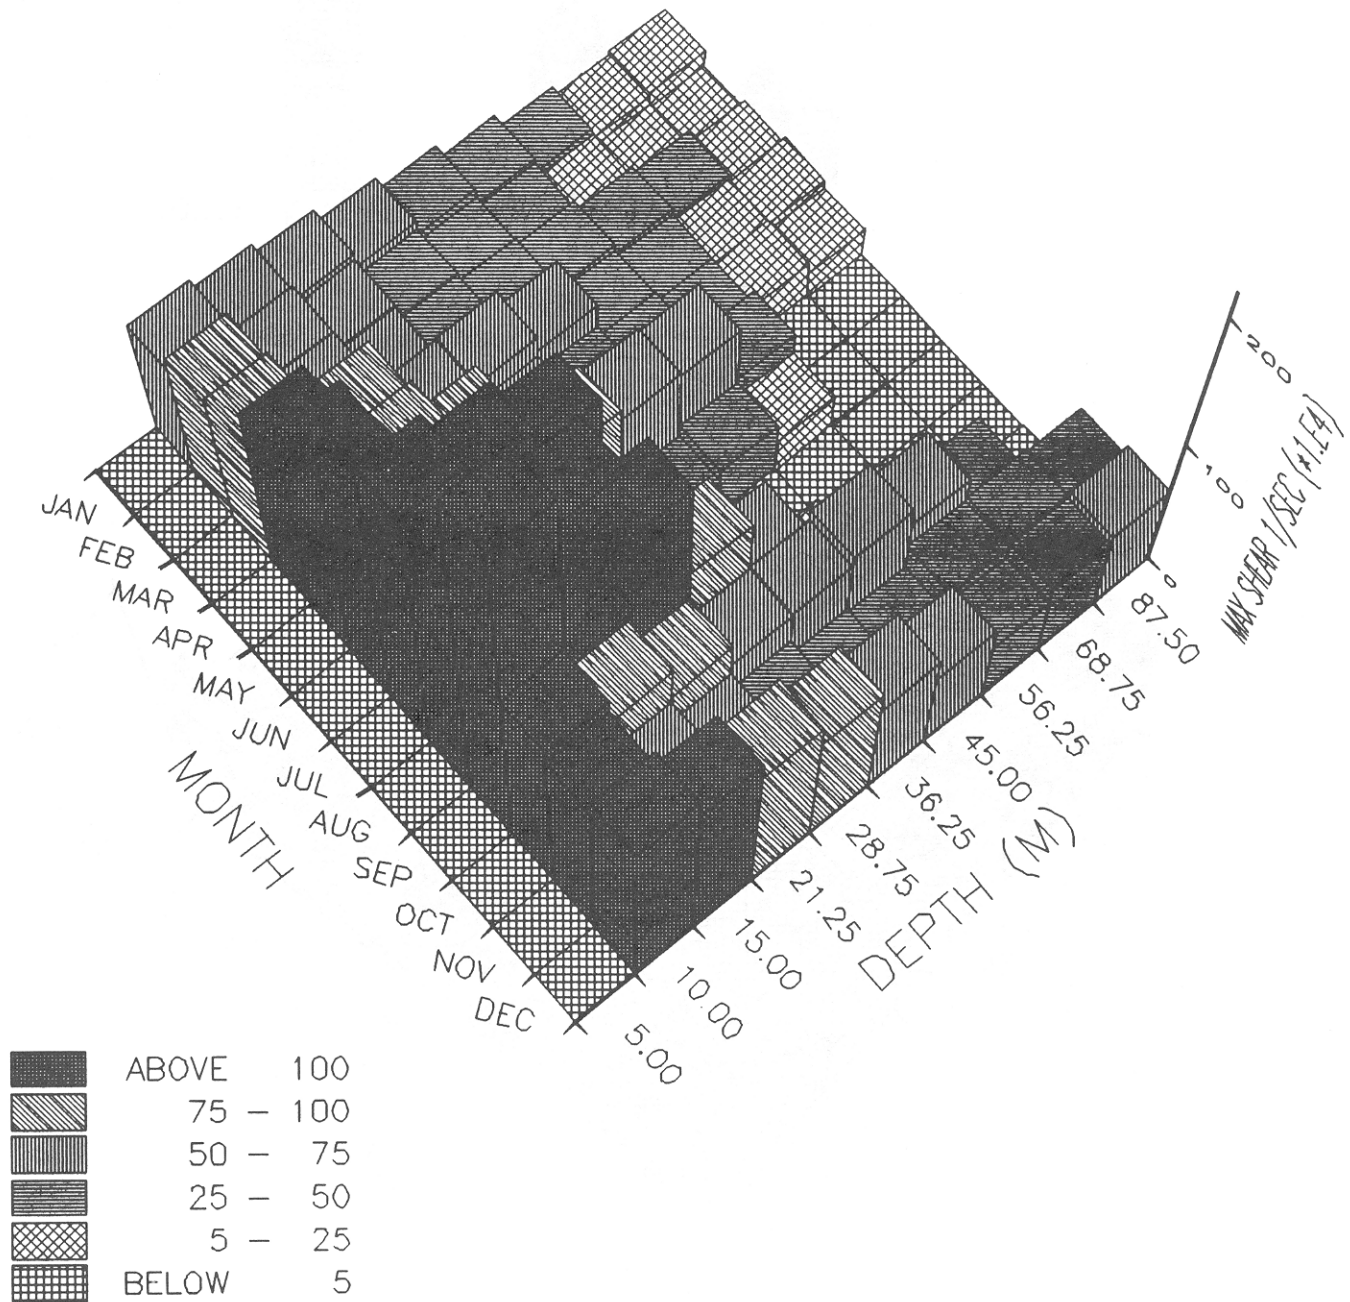 200
100
0
MAX SHEAR 1/SEC (*1.E4)
JAN
FEB
MAR
APR
MAY
JUN
JUL
AUG
SEP
OCT
NOV
DEC
MONTH
87.50
68.75
56.25
45.00
36.25
28.75
21.25
15.00
10.00
5.00
DEPTH (M)
ABOVE 100
75 – 100
50 – 75
25 – 50
5 – 25
BELOW 5